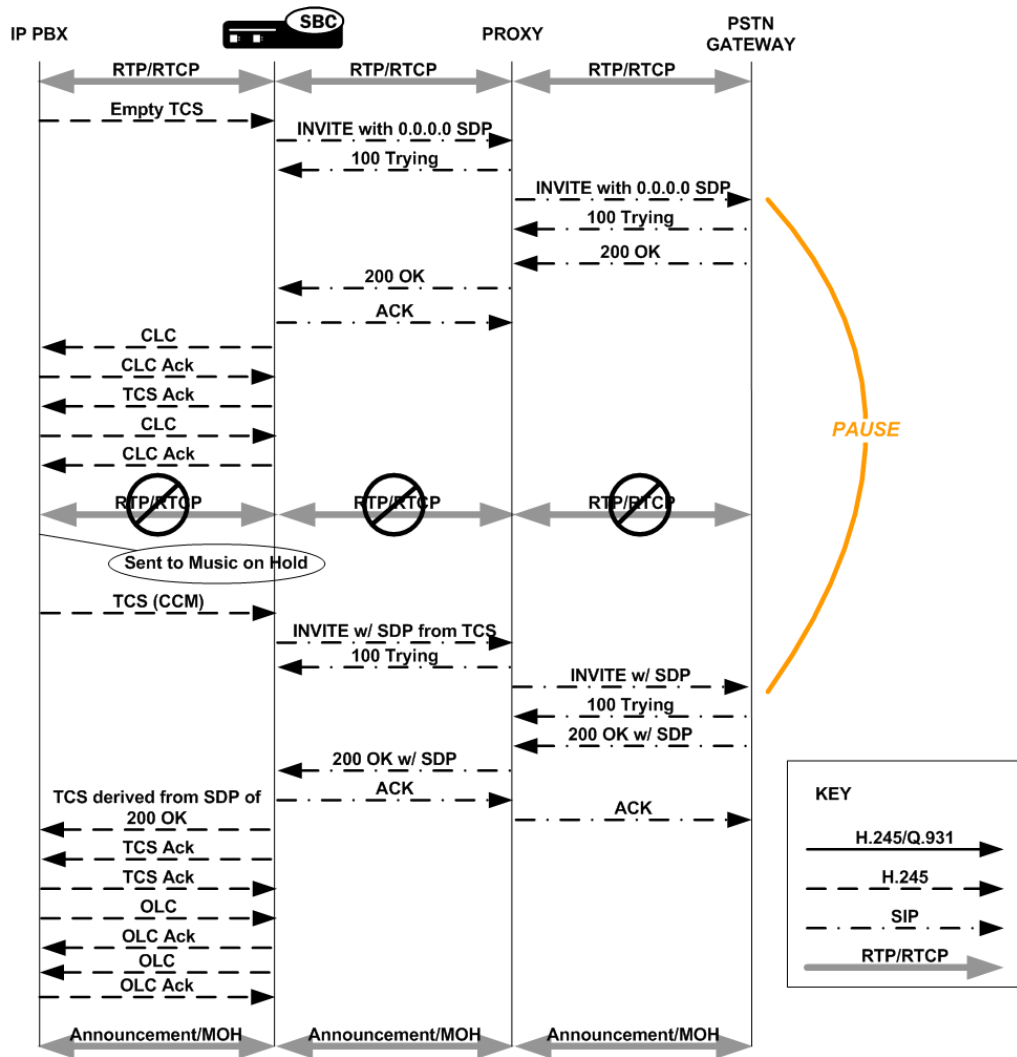 SBC
IP PBX
PROXY
PSTN
GATEWAY
RTP/RTCP
RTP/RTCP
RTP/RTCP
Empty TCS
INVITE with 0.0.0.0 SDP
100 Trying
INVITE with 0.0.0.0 SDP
100 Trying
200 OK
200 OK
ACK
CLC
CLC Ack
TCS Ack
CLC
CLC Ack
PAUSE
RTP/RTCP
RTP/RTCP
RTP/RTCP
Sent to Music on Hold
TCS (CCM)
INVITE w/ SDP from TCS
100 Trying
INVITE w/ SDP
100 Trying
200 OK w/ SDP
200 OK w/ SDP
ACK
ACK
TCS derived from SDP of
200 OK
TCS Ack
TCS Ack
OLC
OLC Ack
OLC
OLC Ack
Announcement/MOH
Announcement/MOH
Announcement/MOH
KEY
H.245/Q.931
H.245
SIP
RTP/RTCP